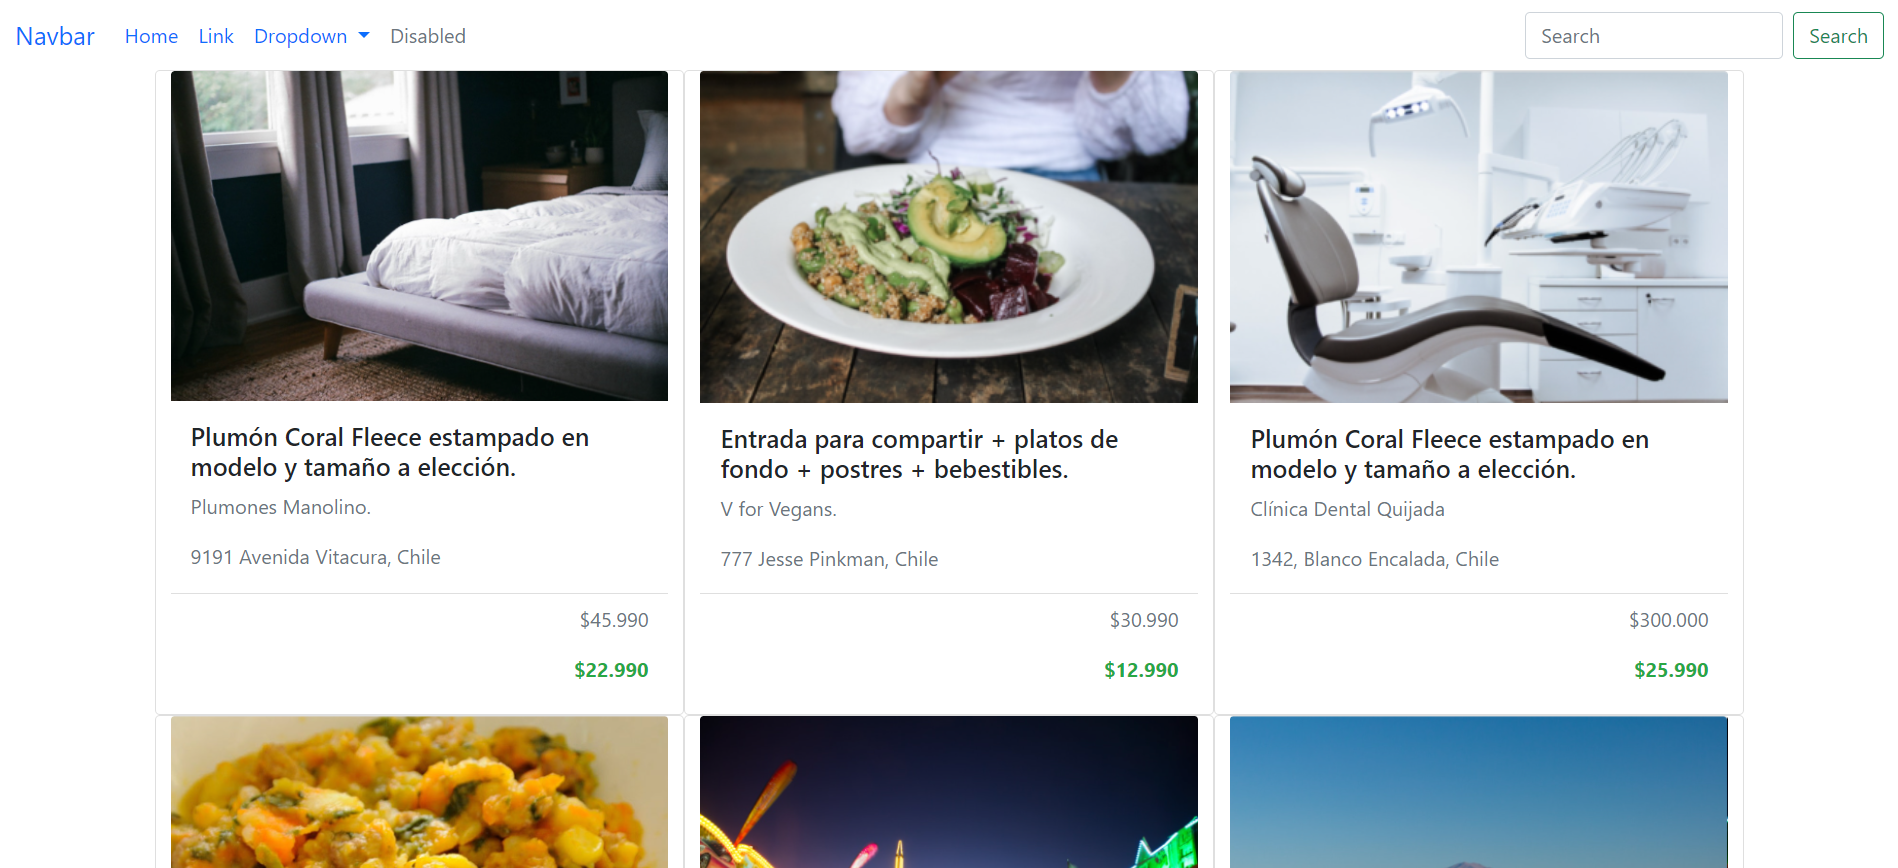 Navbar Home Link Dropdown Disabled Search Search
Plumón Coral Fleece estampado en
modelo y tamaño a elección.
Plumones Manolino.
9191 Avenida Vitacura, Chile
$45.990
$22.990
Entrada para compartir + platos de
fondo + postres + bebestibles.
V for Vegans.
777 Jesse Pinkman, Chile
$30.990
$12.990
Plumón Coral Fleece estampado en
modelo y tamaño a elección.
Clínica Dental Quijada
1342, Blanco Encalada, Chile
$300.000
$25.990